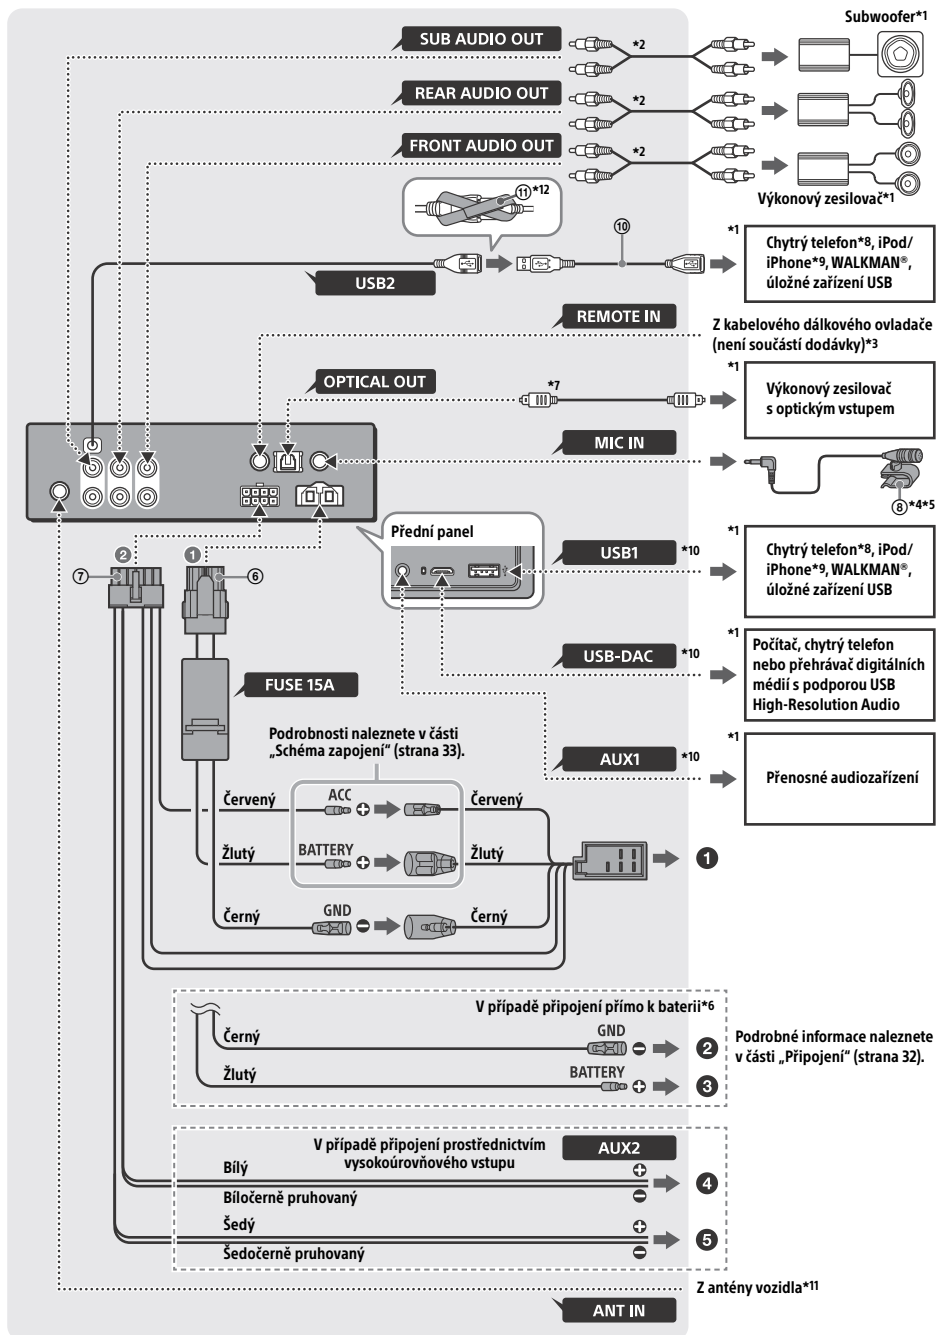 Subwoofer*1
SUB AUDIO OUT
*2
REAR AUDIO OUT
*2
FRONT AUDIO OUT
*2
Výkonový zesilovač*1
⑪*12
⑩
*1
Chytrý telefon*8, iPod/
iPhone*9, WALKMAN®,
úložné zařízení USB
USB2
REMOTE IN
Z kabelového dálkového ovladače
(není součástí dodávky)*3
OPTICAL OUT
*7
*1
Výkonový zesilovač
s optickým vstupem
MIC IN
⑧*4*5
Přední panel
USB1
*10
*1
Chytrý telefon*8, iPod/
iPhone*9, WALKMAN®,
úložné zařízení USB
❷
❶
⑦
⑥
USB-DAC
*10
*1
Počítač, chytrý telefon
nebo přehrávač digitálních
médií s podporou USB
High-Resolution Audio
FUSE 15A
Podrobnosti naleznete v části
„Schéma zapojení“ (strana 33).
AUX1
*10
*1
Přenosné audiozařízení
Červený
ACC
Červený
Žlutý
BATTERY
Žlutý
❶
Černý
GND
Černý
V případě připojení přímo k baterii*6
Černý
GND
❷
Žlutý
BATTERY
❸
Podrobné informace naleznete
v části „Připojení“ (strana 32).
V případě připojení prostřednictvím
vysokoúrovňového vstupu
AUX2
Bílý
❹
Bíločerně pruhovaný
Šedý
❺
Šedočerně pruhovaný
Z antény vozidla*11
ANT IN